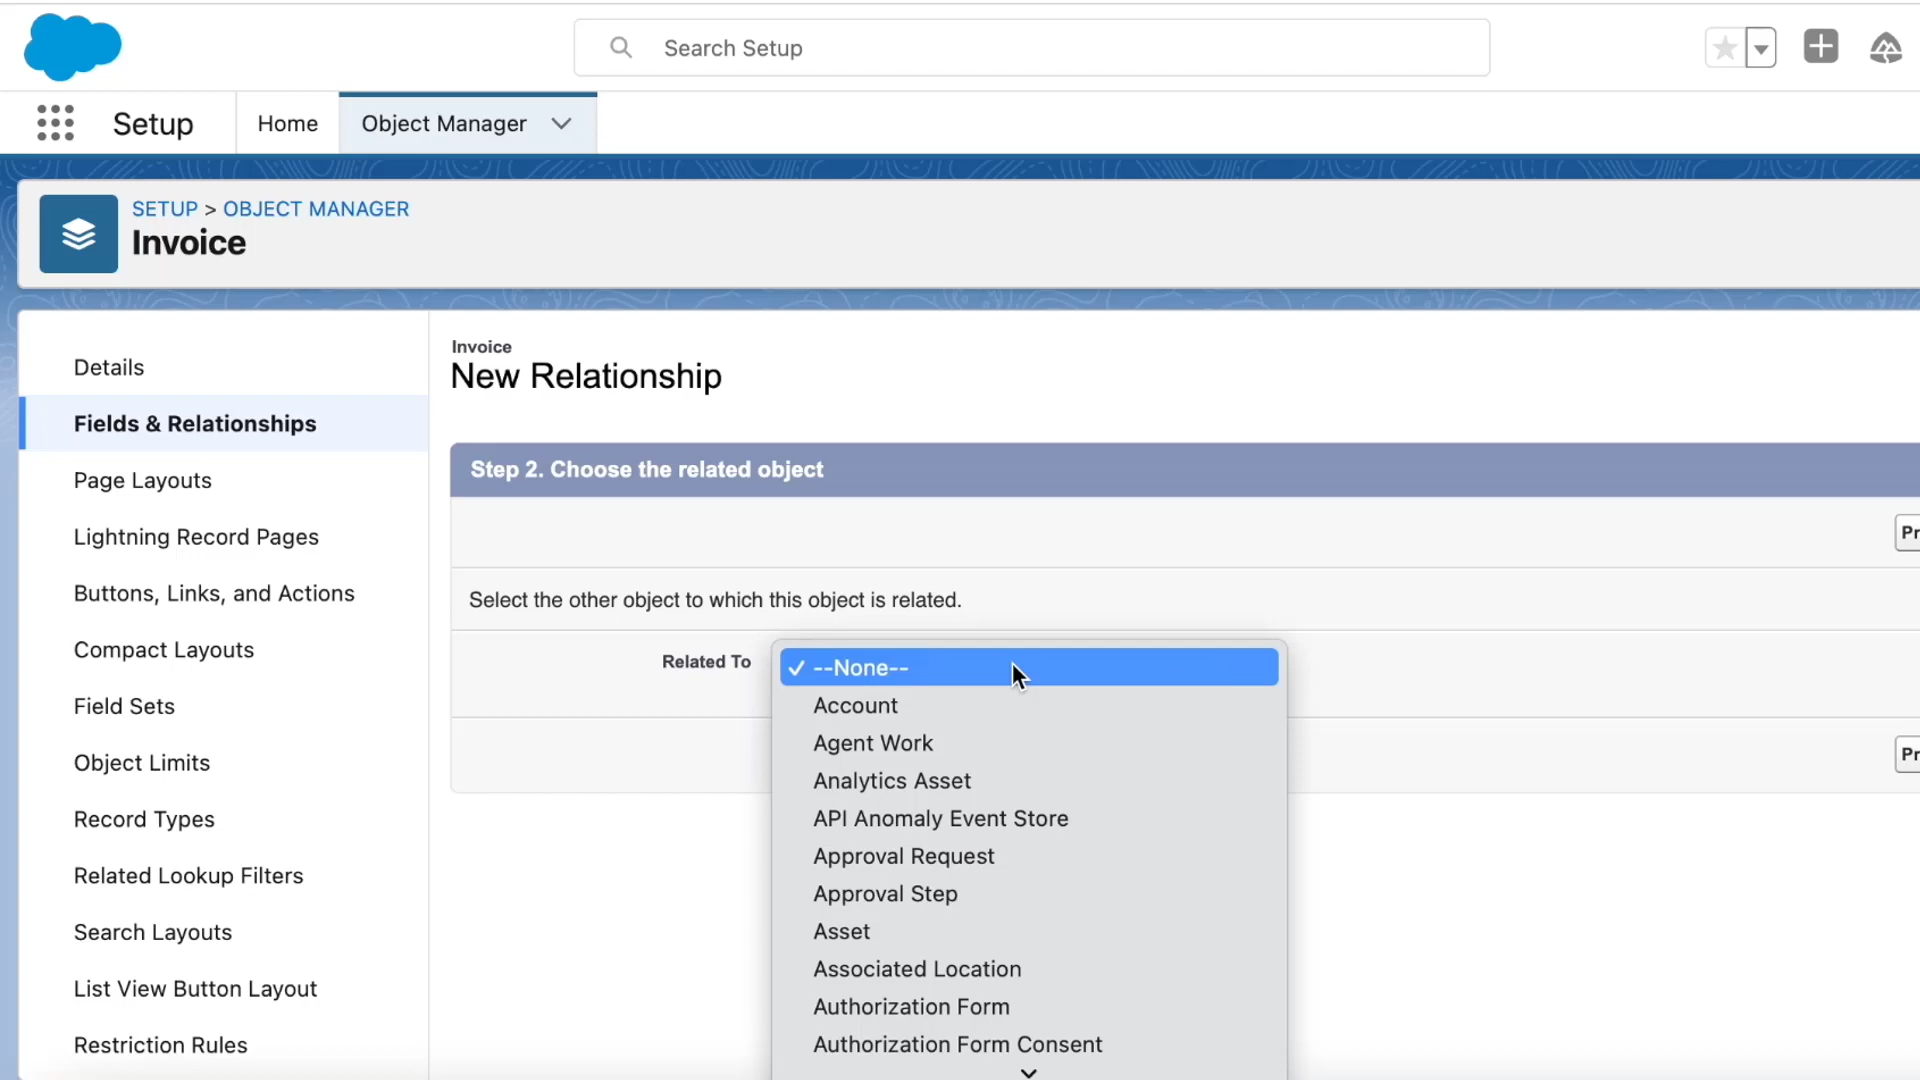 Search Setup
Setup
Home
Object Manager
SETUP > OBJECT MANAGER
Invoice
Details
Fields & Relationships
Page Layouts
Lightning Record Pages
Buttons, Links, and Actions
Compact Layouts
Field Sets
Object Limits
Record Types
Related Lookup Filters
Search Layouts
List View Button Layout
Restriction Rules
Invoice
New Relationship
Step 2. Choose the related object
Pr
Select the other object to which this object is related.
Related To
--None--
Account
Agent Work
Analytics Asset
API Anomaly Event Store
Approval Request
Approval Step
Asset
Associated Location
Authorization Form
Authorization Form Consent
Pr